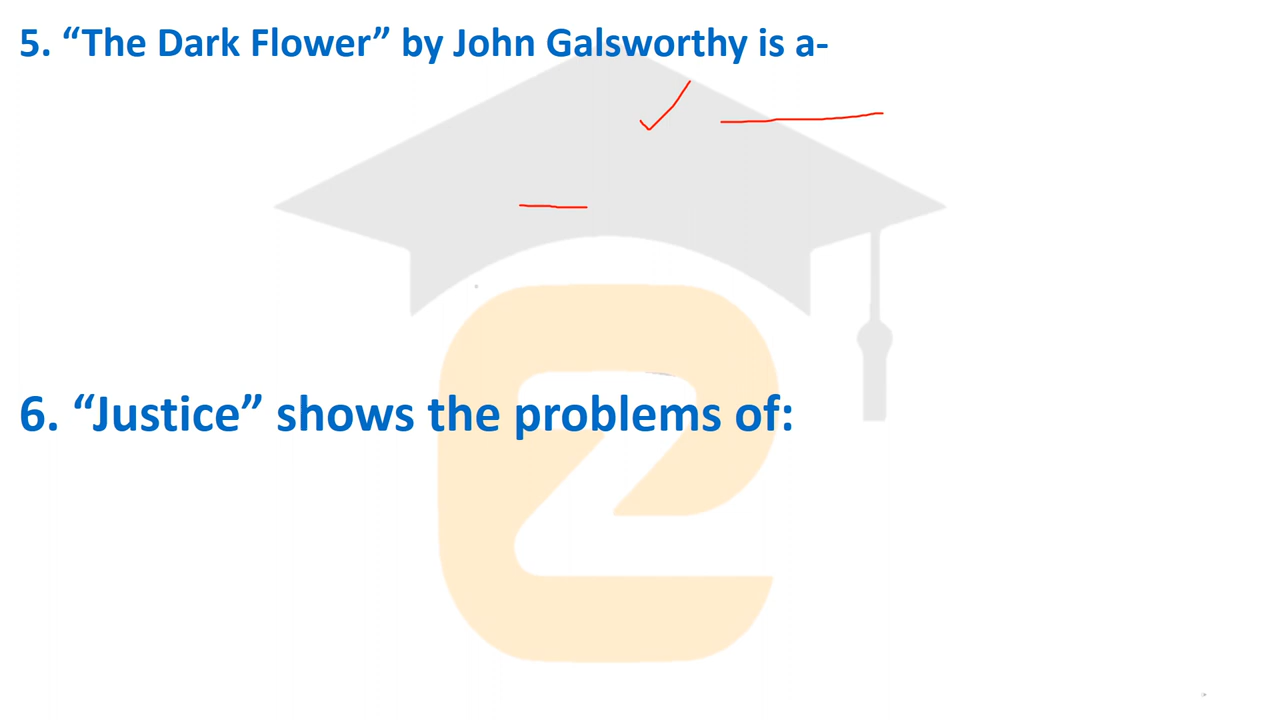 5. “The Dark Flower” by John Galsworthy is a-
6. “Justice” shows the problems of: